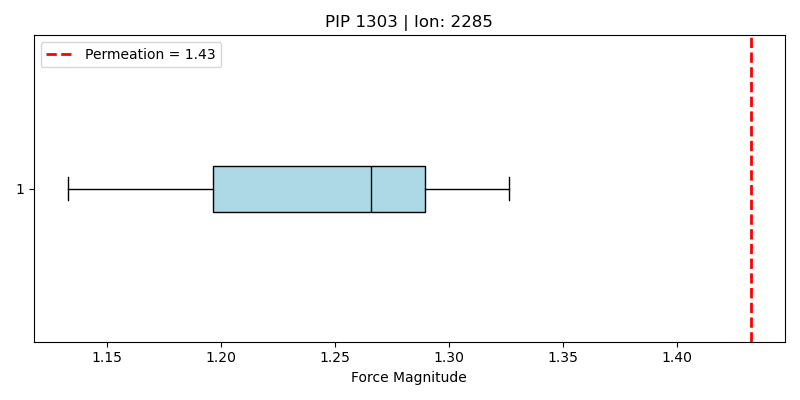 PIP 1303 | Ion: 2285
Permeation = 1.43
1
1.15 1.20 1.25 1.30 1.35 1.40
Force Magnitude